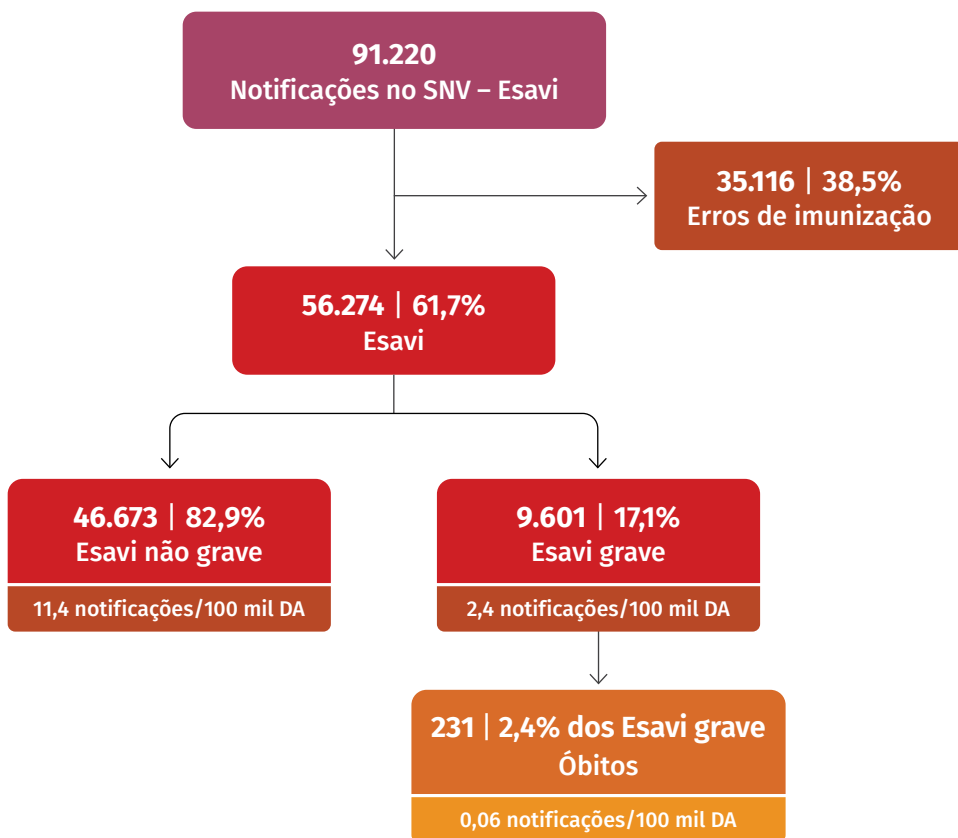 91.220
Notificações no SNV – Esavi
35.116 | 38,5%
Erros de imunização
56.274 | 61,7%
Esavi
46.673 | 82,9%
Esavi não grave
11,4 notificações/100 mil DA
9.601 | 17,1%
Esavi grave
2,4 notificações/100 mil DA
231 | 2,4% dos Esavi grave
Óbitos
0,06 notificações/100 mil DA